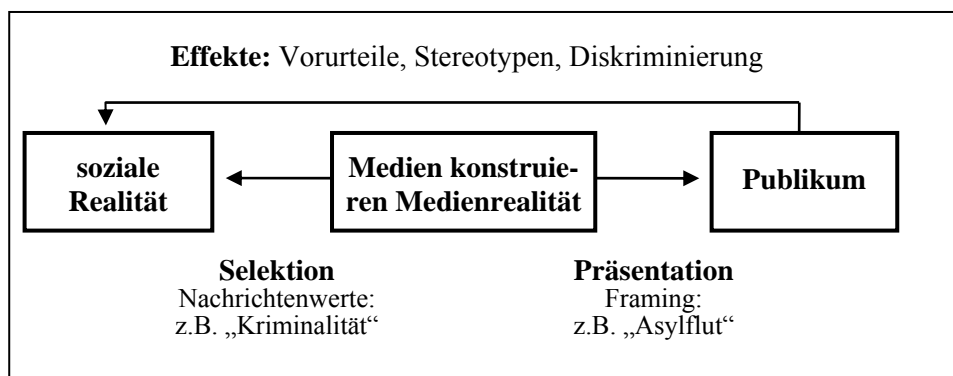 Effekte: Vorurteile, Stereotypen, Diskriminierung
soziale
Realität
Medien konstruie-
ren Medienrealität
Publikum
Selektion
Nachrichtenwerte:
z.B. „Kriminalität“
Präsentation
Framing:
z.B. „Asylflut“